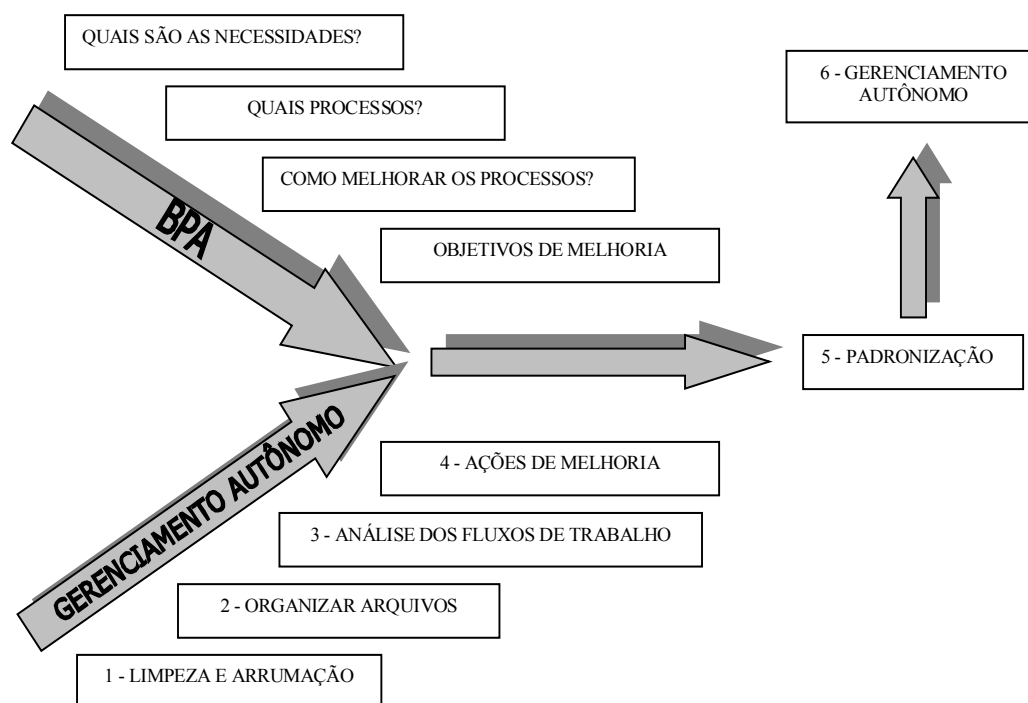 QUAIS SÃO AS NECESSIDADES?
QUAIS PROCESSOS?
COMO MELHORAR OS PROCESSOS?
OBJETIVOS DE MELHORIA
BPA
6 - GERENCIAMENTO
AUTÔNOMO
5 - PADRONIZAÇÃO
GERENCIAMENTO AUTÔNOMO
4 - AÇÕES DE MELHORIA
3 - ANÁLISE DOS FLUXOS DE TRABALHO
2 - ORGANIZAR ARQUIVOS
1 - LIMPEZA E ARRUMAÇÃO